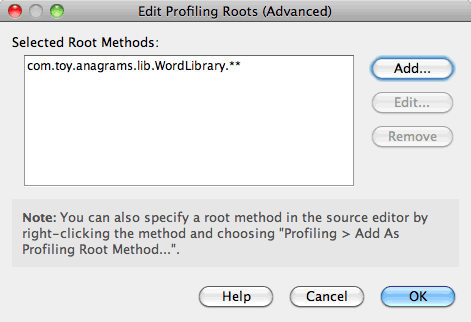 Edit Profiling Roots (Advanced)
Selected Root Methods:
com.toy.anagrams.lib.WordLibrary.**
Add...
Edit...
Remove
Note: You can also specify a root method in the source editor by
right-clicking the method and choosing "Profiling > Add As
Profiling Root Method...".
Help
Cancel
OK